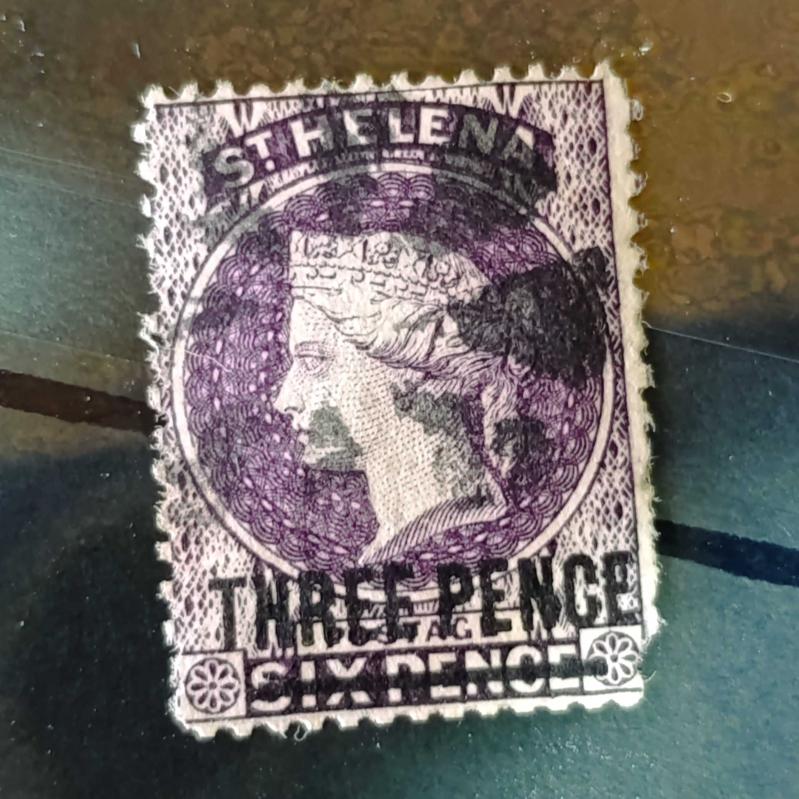 ST. HELENA
THREE PENCE
POSTAGE
SIX PENCE